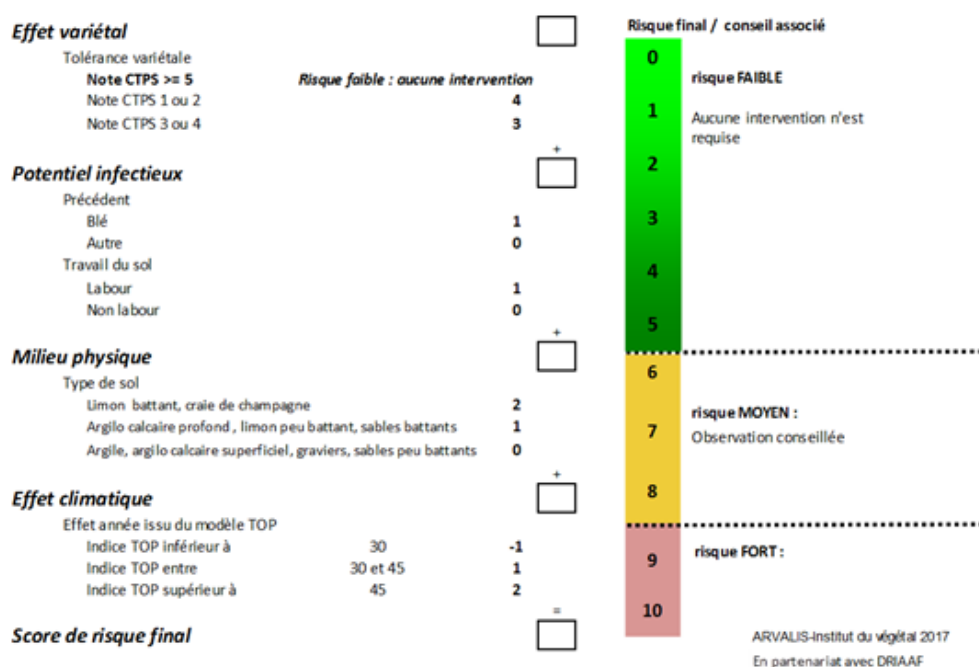 Effet variétal
Tolérance variétale
Note CTPS >= 5 Risque faible : aucune intervention
Note CTPS 1 ou 2 4
Note CTPS 3 ou 4 3
+
Potentiel infectieux
Précédent
Blé 1
Autre 0
Travail du sol
Labour 1
Non labour 0
+
Milieu physique
Type de sol
Limon battant, craie de champagne 2
Argilo calcaire profond , limon peu battant, sables battants 1
Argile, argilo calcaire superficiel, graviers, sables peu battants 0
+
Effet climatique
Effet année issu du modèle TOP
Indice TOP inférieur à 30 -1
Indice TOP entre 30 et 45 1
Indice TOP supérieur à 45 2
=
Score de risque final
Risque final / conseil associé
0
risque FAIBLE
1
Aucune intervention n'est
requise
2
3
4
5
6
risque MOYEN :
7
Observation conseillée
8
risque FORT :
9
10
ARVALIS-Institut du végétal 2017
En partenariat avec DRIAAF